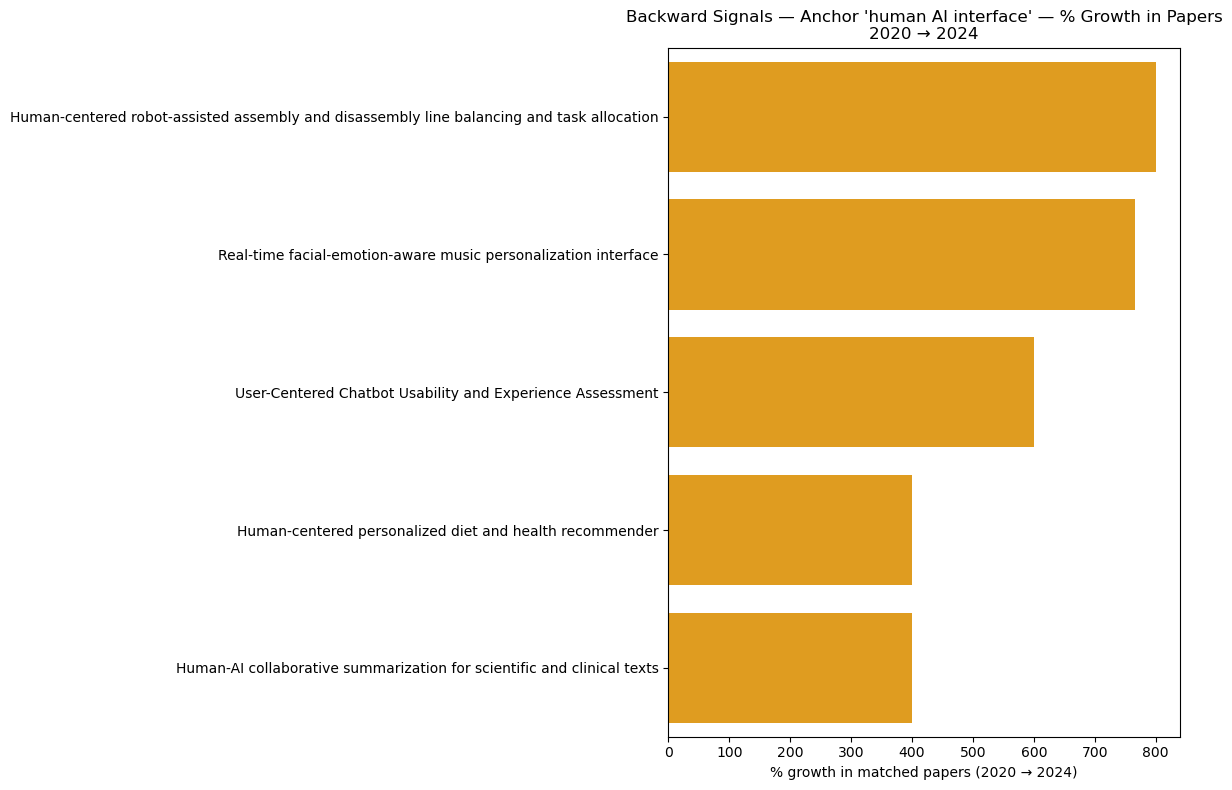 Backward Signals — Anchor 'human AI interface' — % Growth in Papers
2020 → 2024
Human-centered robot-assisted assembly and disassembly line balancing and task allocation
Real-time facial-emotion-aware music personalization interface
User-Centered Chatbot Usability and Experience Assessment
Human-centered personalized diet and health recommender
Human-AI collaborative summarization for scientific and clinical texts
0 100 200 300 400 500 600 700 800
% growth in matched papers (2020 → 2024)